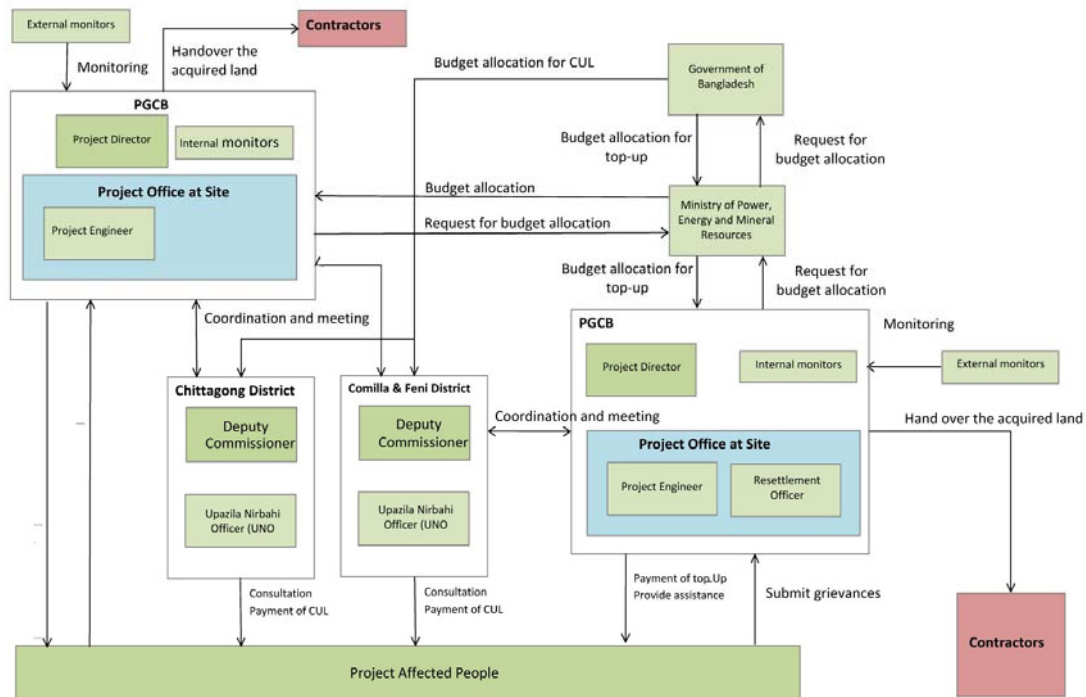 External monitors
Monitoring
Handover the
acquired land
Contractors
PGCB
Project Director
Internal monitors
Project Office at Site
Project Engineer
Budget allocation for CUL
Government of
Bangladesh
Budget allocation for
top-up
Request for
budget allocation
Budget allocation
Request for budget allocation
Ministry of Power,
Energy and Mineral
Resources
Budget allocation for
top-up
Request for
budget allocation
Coordination and meeting
Chittagong District
Deputy
Commissioner
Upazila Nirbahi
Officer (UNO
Comilla & Feni District
Deputy
Commissioner
Upazila Nirbahi
Officer (UNO
Coordination and meeting
PGCB
Project Director
Internal monitors
Monitoring
External monitors
Project Office at Site
Project Engineer
Resettlement
Officer
Hand over the acquired land
Consultation
Payment of CUL
Consultation
Payment of CUL
Payment of top.Up
Provide assistance
Submit grievances
Contractors
Project Affected People